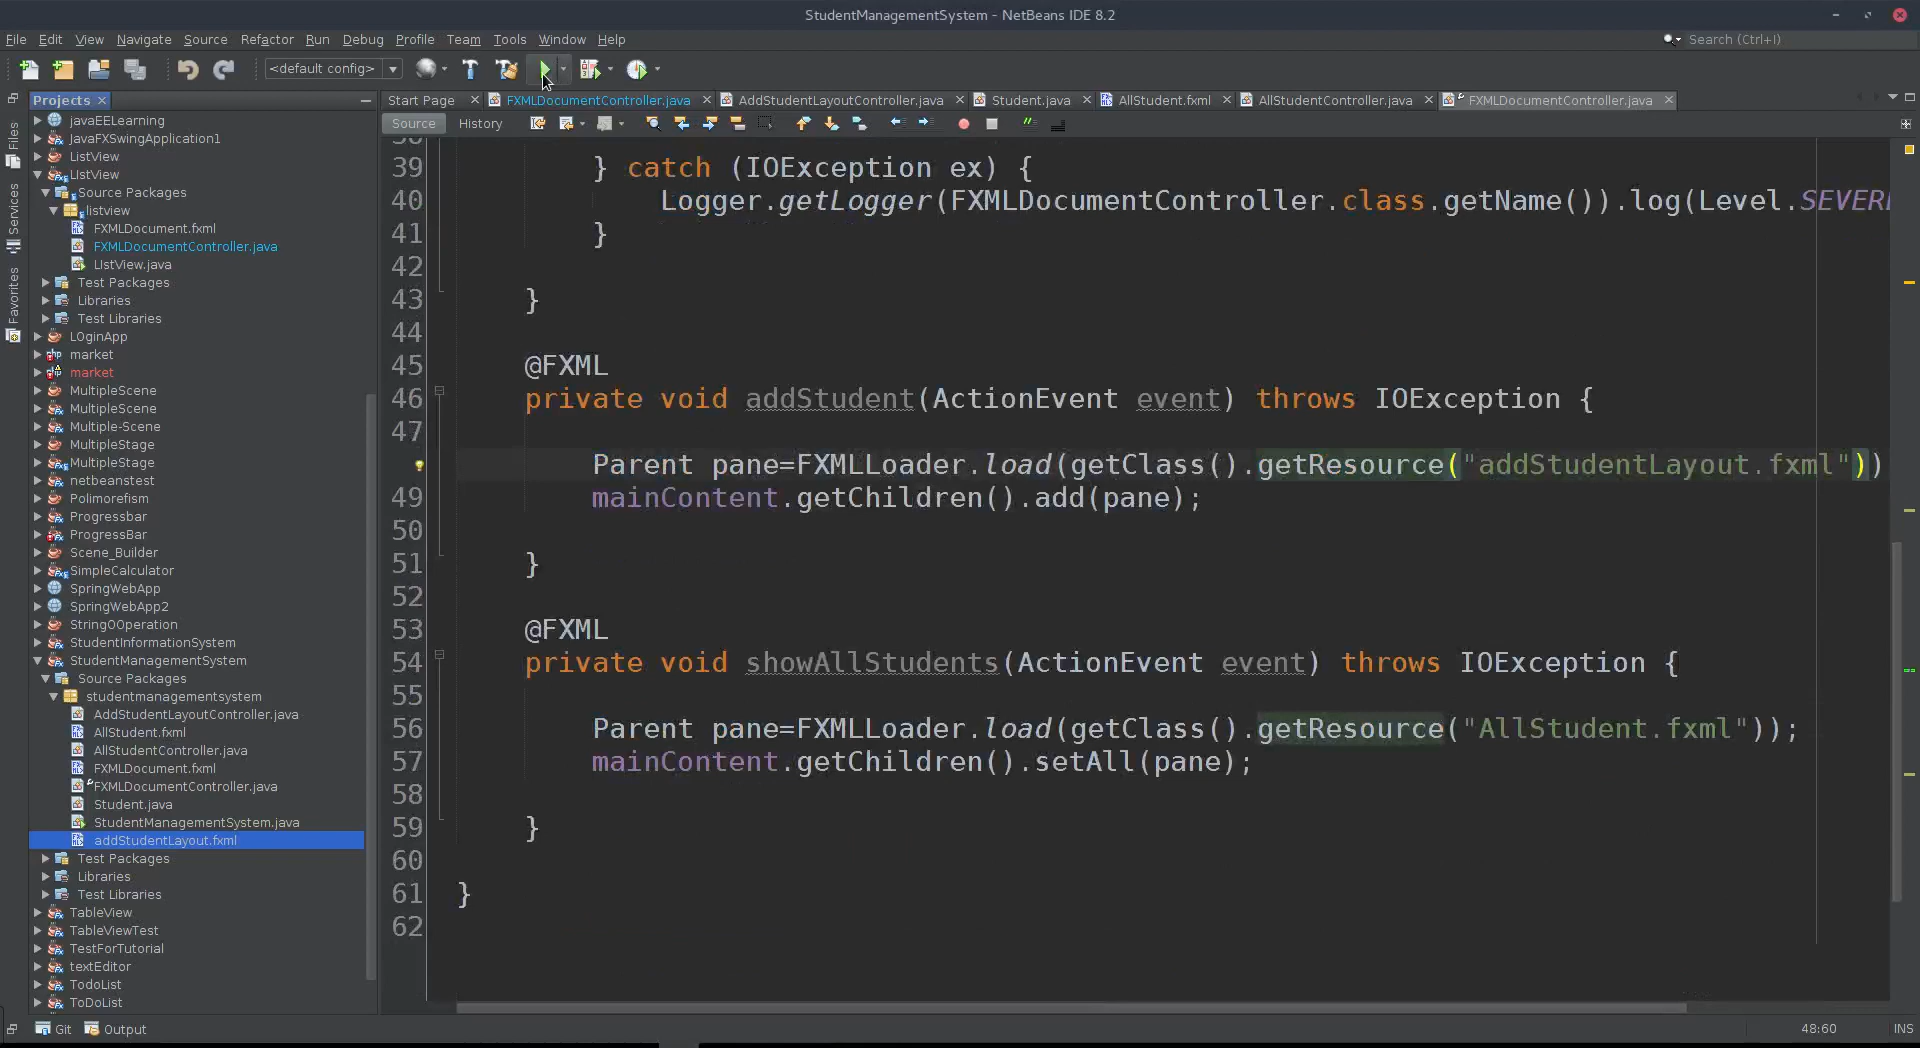 StudentManagementSystem - NetBeans IDE 8.2
File Edit View Navigate Source Refactor Run Debug Profile Team Tools Window Help
Search (Ctrl+I)
<default config>
Projects
Start Page
FXMLDocumentController.java
AddStudentLayoutController.java
Student.java
AllStudent.fxml
AllStudentController.java
FXMLDocumentController.java
Source History
Files
Services
Favorites
javaEELearning
JavaFXSwingApplication1
ListView
LIstView
Source Packages
listview
FXMLDocument.fxml
FXMLDocumentController.java
LIstView.java
Test Packages
Libraries
Test Libraries
LOginApp
market
market
MultipleScene
MultipleScene
Multiple-Scene
MultipleStage
MultipleStage
netbeanstest
Polimorefism
Progressbar
ProgressBar
Scene_Builder
SimpleCalculator
SpringWebApp
SpringWebApp2
StringOOperation
StudentInformationSystem
StudentManagementSystem
Source Packages
studentmanagementsystem
AddStudentLayoutController.java
AllStudent.fxml
AllStudentController.java
FXMLDocument.fxml
FXMLDocumentController.java
Student.java
StudentManagementSystem.java
addStudentLayout.fxml
Test Packages
Libraries
Test Libraries
TableView
TableViewTest
TestForTutorial
textEditor
TodoList
ToDoList
39 } catch (IOException ex) {
40 Logger.getLogger(FXMLDocumentController.class.getName()).log(Level.SEVERE
41 }
42
43 }
44
45 @FXML
46 private void addStudent(ActionEvent event) throws IOException {
47
Parent pane=FXMLLoader.load(getClass().getResource("addStudentLayout.fxml"))
49 mainContent.getChildren().add(pane);
50
51 }
52
53 @FXML
54 private void showAllStudents(ActionEvent event) throws IOException {
55
56 Parent pane=FXMLLoader.load(getClass().getResource("AllStudent.fxml"));
57 mainContent.getChildren().setAll(pane);
58
59 }
60
61 }
62
Git Output
48:60 INS